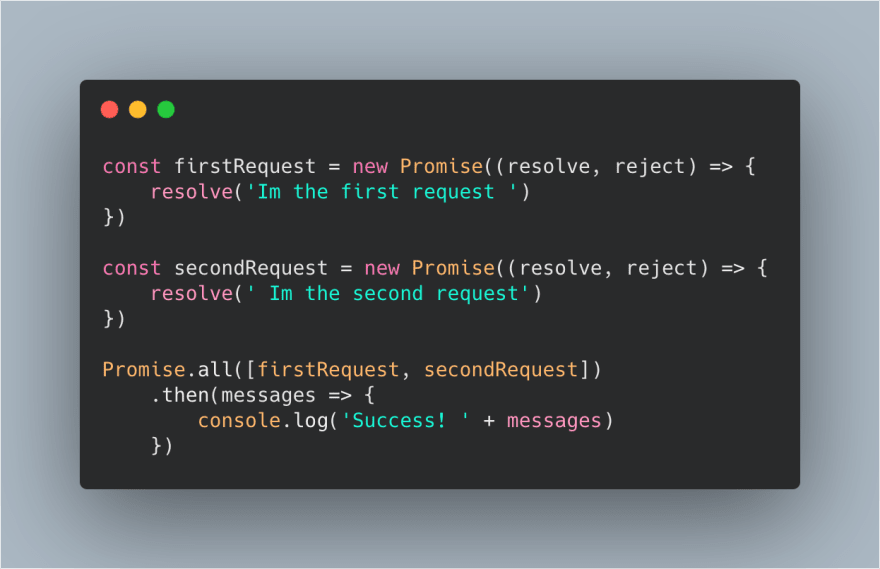 const firstRequest = new Promise((resolve, reject) => {
    resolve('Im the first request ')
})

const secondRequest = new Promise((resolve, reject) => {
    resolve(' Im the second request')
})

Promise.all([firstRequest, secondRequest])
    .then(messages => {
        console.log('Success! ' + messages)
    })